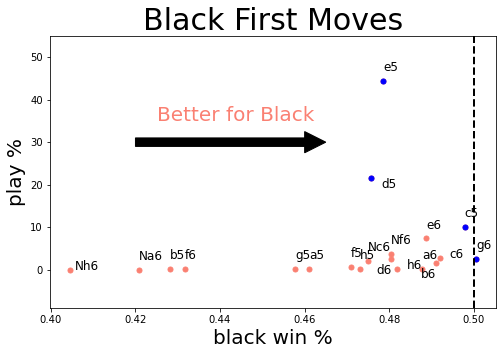 Black First Moves
50
40
30
20
10
0
play %
Better for Black
e5
d5
c5
g6
e6
Nf6
Nc6
c6
a6
f5
h5
g5
a5
d6
h6
b6
b5
f6
Na6
Nh6
0.40
0.42
0.44
0.46
0.48
0.50
black win %